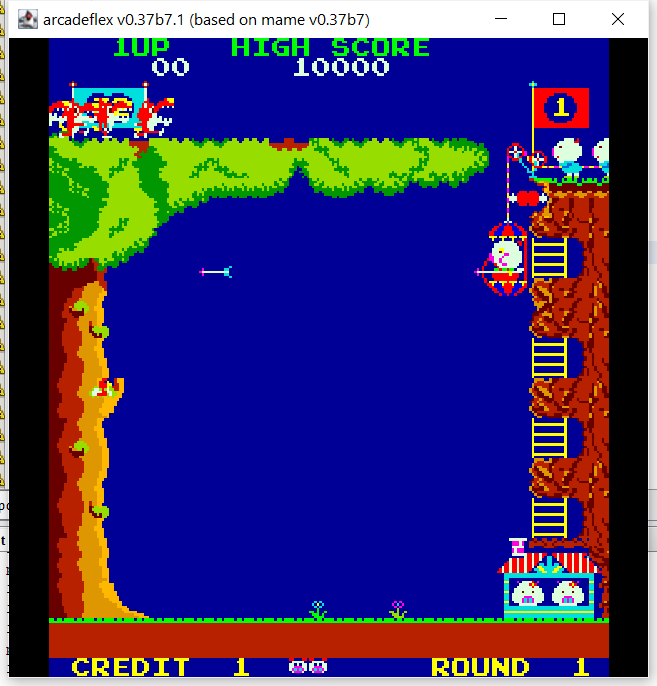 arcadeflex v0.37b7.1 (based on mame v0.37b7)
1UP HIGH SCORE
00 10000
1
CREDIT 1 ROUND 1